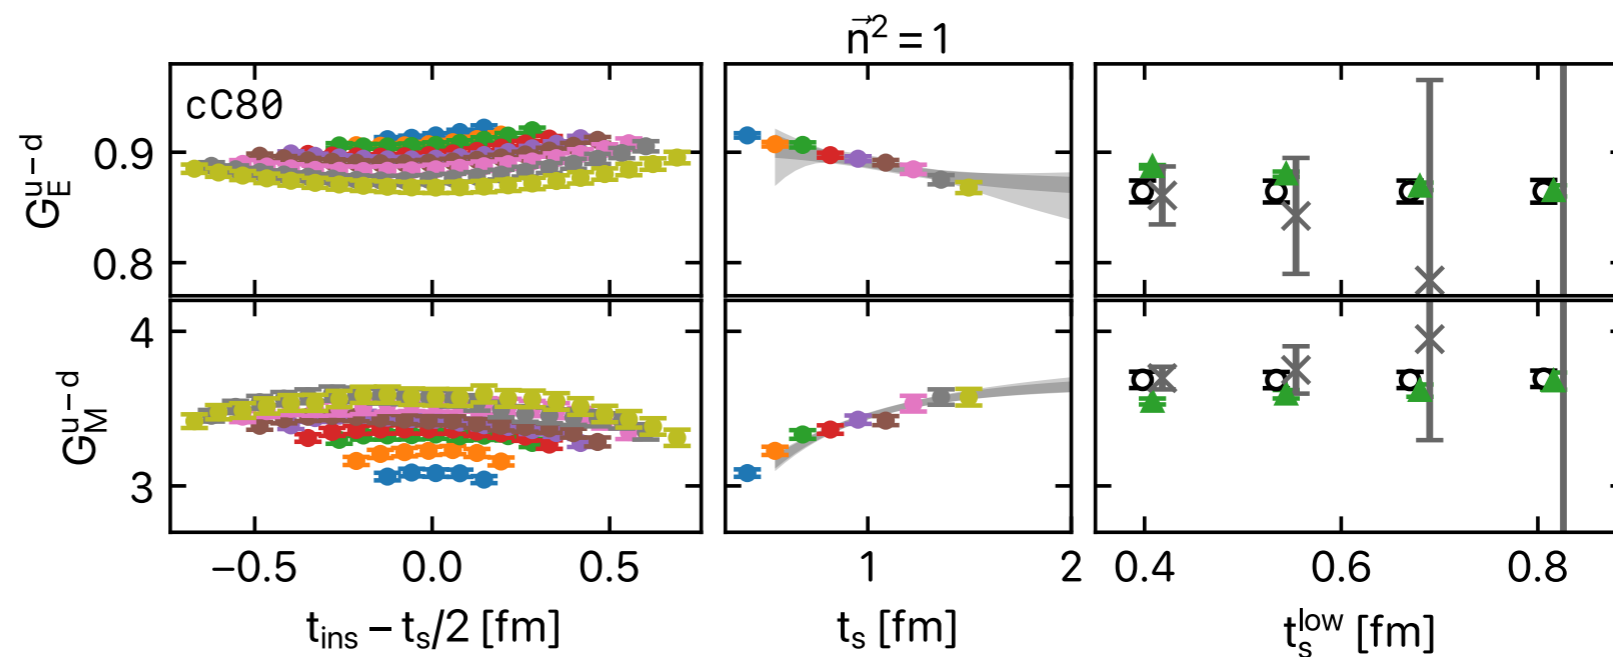 n⃗² = 1
cC80
G_E^{u−d}
0.9
0.8
G_M^{u−d}
4
3
−0.5 0.0 0.5 1 2 0.4 0.6 0.8
t_ins − t_s/2 [fm] t_s [fm] t_s^low [fm]